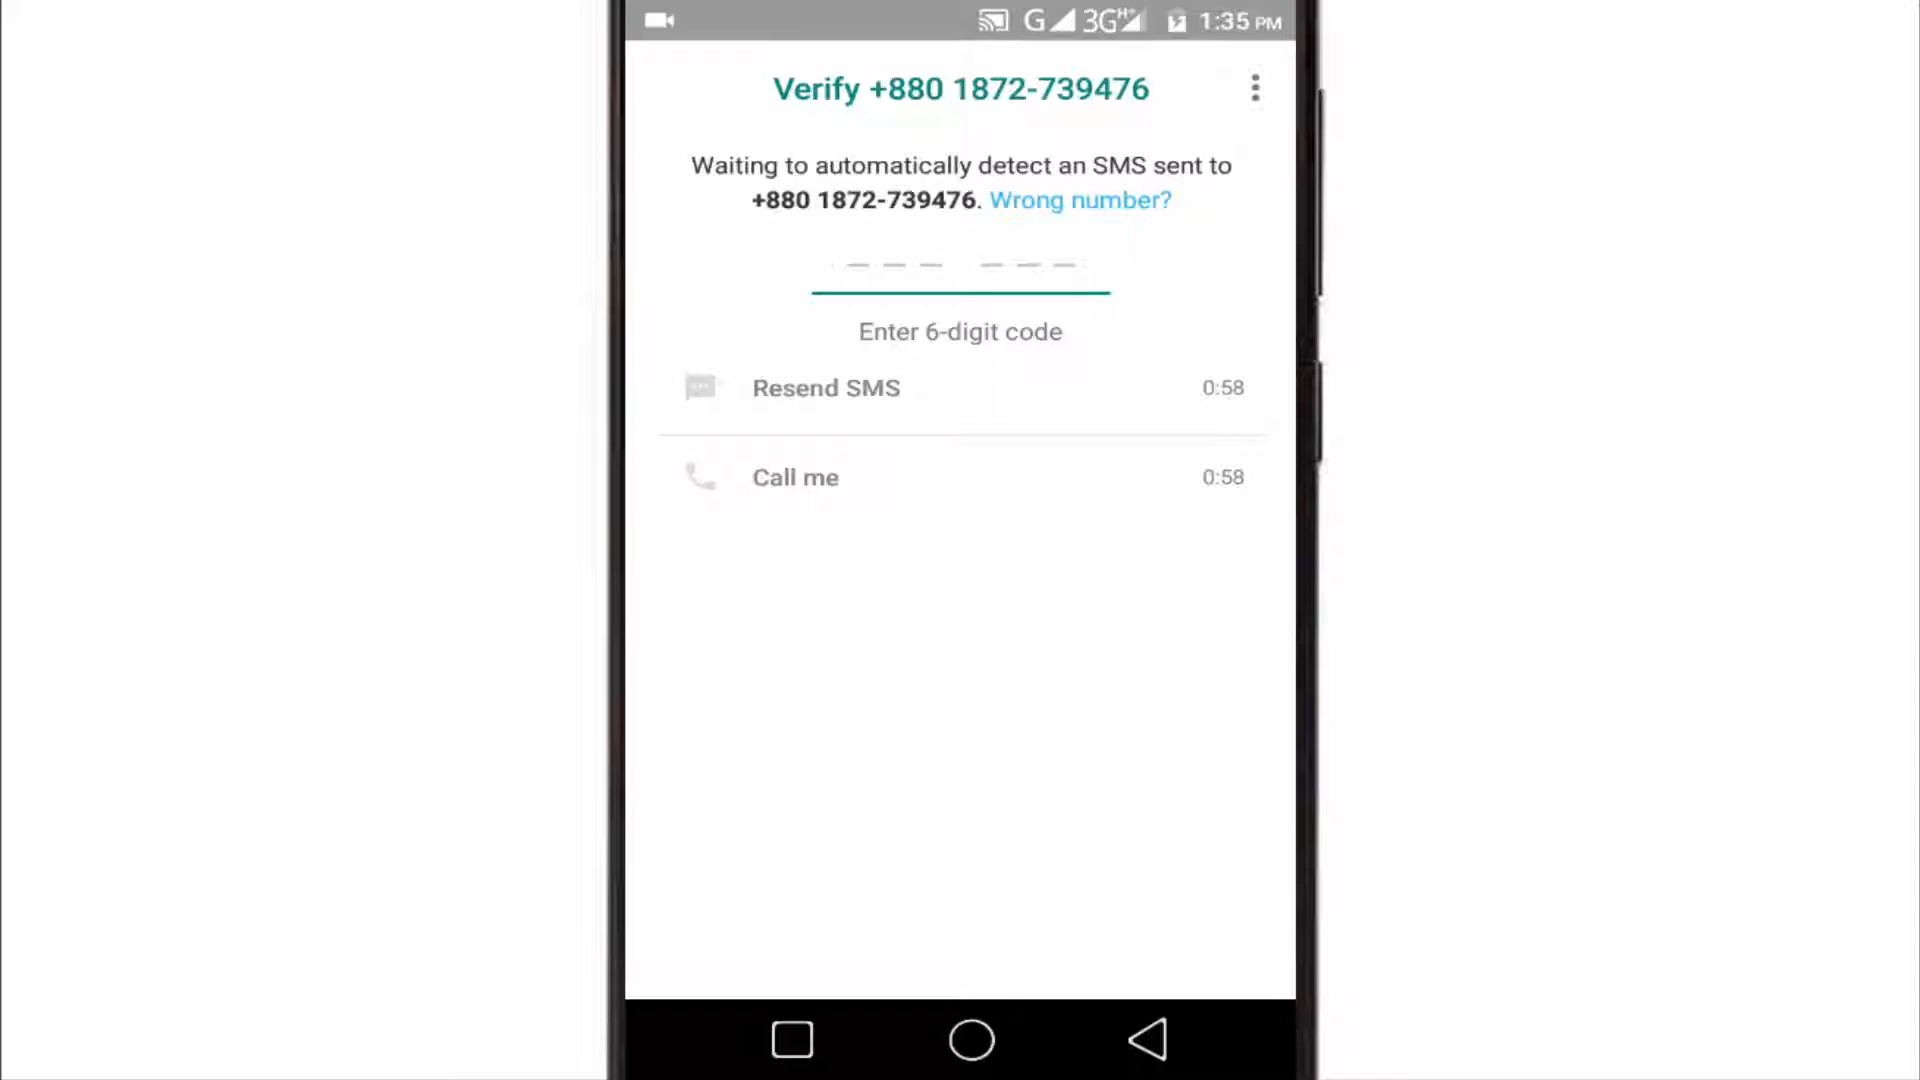 G 3G H+ 1:35 PM
Verify +880 1872-739476
Waiting to automatically detect an SMS sent to
+880 1872-739476. Wrong number?
Enter 6-digit code
Resend SMS 0:58
Call me 0:58